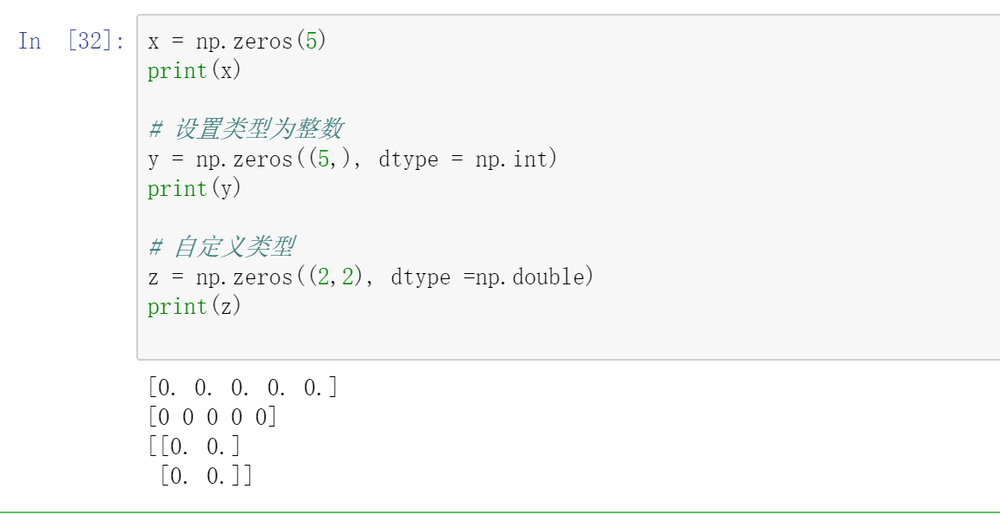 In [32]: x = np.zeros(5)
print(x)
# 设置类型为整数
y = np.zeros((5,), dtype = np.int)
print(y)
# 自定义类型
z = np.zeros((2,2), dtype =np.double)
print(z)
[0. 0. 0. 0. 0.]
[0 0 0 0 0]
[[0. 0.]
 [0. 0.]]